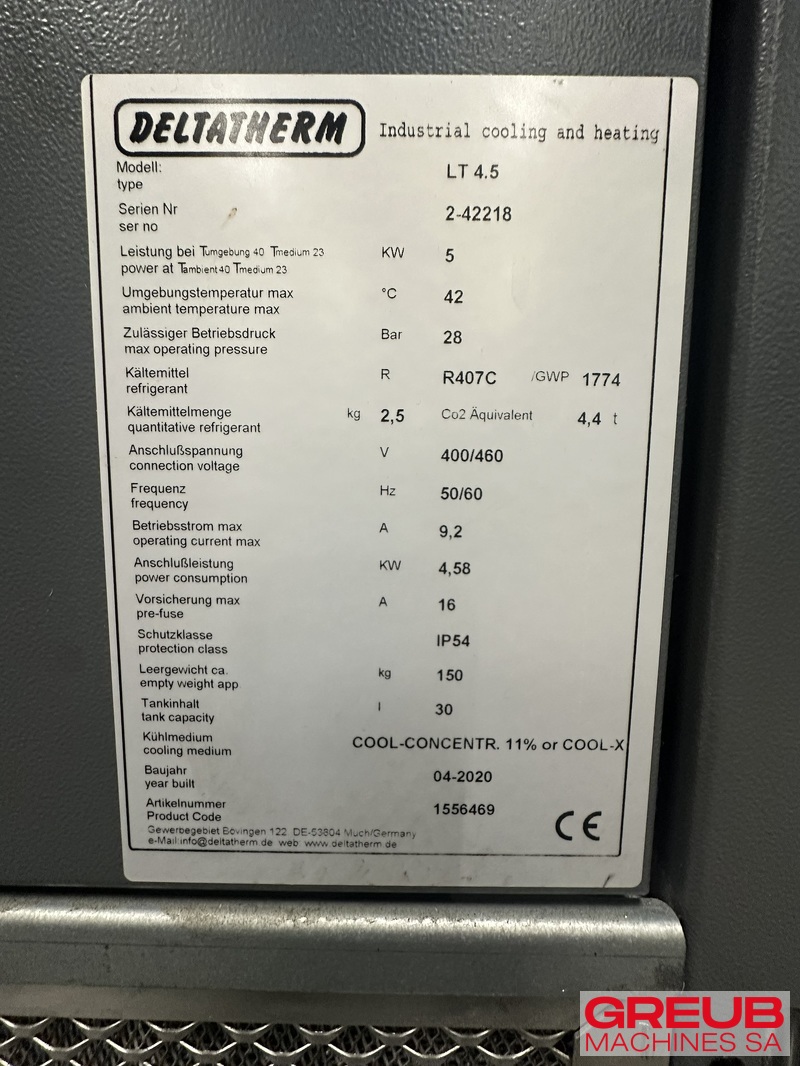 DELTATHERM Industrial cooling and heating
Modell: LT 4.5
type
Serien Nr 2-42218
ser no
Leistung bei Tumgebung 40 Tmedium 23 KW 5
power at Tambient40 Tmedium 23
Umgebungstemperatur max °C 42
ambient temperature max
Zulässiger Betriebsdruck Bar 28
max operating pressure
Kältemittel R R407C /GWP 1774
refrigerant
Kältemittelmenge kg 2,5 Co2 Äquivalent 4,4 t
quantitative refrigerant
Anschlußspannung V 400/460
connection voltage
Frequenz Hz 50/60
frequency
Betriebsstrom max A 9,2
operating current max
Anschlußleistung KW 4,58
power consumption
Vorsicherung max A 16
pre-fuse
Schutzklasse IP54
protection class
Leergewicht ca. kg 150
empty weight app
Tankinhalt l 30
tank capacity
Kühlmedium COOL-CONCENTR. 11% or COOL-X
cooling medium
Baujahr 04-2020
year built
Artikelnummer 1556469
Product Code CE
Gewerbegebiet Bövingen 122 DE-53804 Much/Germany
e-Mail:info@deltatherm.de web: www.deltatherm.de
GREUB
MACHINES SA